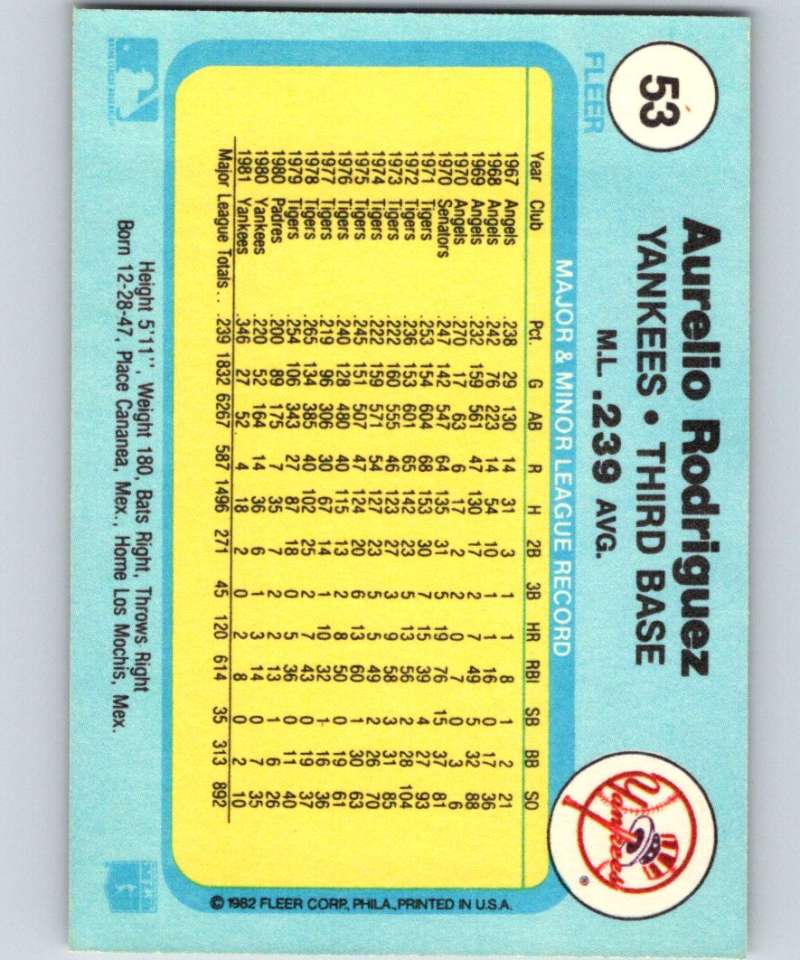 53
FLEER
Aurelio Rodriguez
YANKEES • THIRD BASE
M.L. .239 AVG.
Yankees
®
MAJOR & MINOR LEAGUE RECORD
Year Club Pct. G AB R H 2B 3B HR RBI SB BB SO
1967 Angels .238 29 130 14 31 3 1 1 8 1 2 21
1968 Angels .242 76 223 14 54 10 1 1 16 0 17 36
1969 Angels .232 159 561 47 130 17 2 7 49 5 32 88
1970 Angels .270 17 63 6 17 2 2 0 7 0 3 6
1970 Senators .247 142 547 64 135 31 5 19 76 15 37 81
1971 Tigers .253 154 604 68 153 30 7 15 39 4 27 93
1972 Tigers .236 153 601 65 142 23 5 13 56 2 28 104
1973 Tigers .222 160 555 46 123 27 3 9 58 3 31 85
1974 Tigers .222 159 571 54 127 23 5 5 49 2 26 70
1975 Tigers .245 151 507 47 124 20 6 13 60 1 30 63
1976 Tigers .240 128 480 40 115 13 2 8 50 0 19 61
1977 Tigers .219 96 306 30 67 14 1 10 32 1 16 36
1978 Tigers .265 134 385 40 102 25 2 7 43 0 19 37
1979 Tigers .254 106 343 27 87 18 0 5 36 0 11 40
1980 Padres .200 89 175 7 35 7 2 2 13 1 6 26
1980 Yankees .220 52 164 14 36 6 1 3 14 0 7 35
1981 Yankees .346 27 52 4 18 2 0 2 8 0 2 10
Major League Totals . . .239 1832 6267 587 1496 271 45 120 614 35 313 892
© 1982 FLEER CORP., PHILA., PRINTED IN U.S.A.
Height 5'11", Weight 180, Bats Right, Throws Right
Born 12-28-47, Place Cananea, Mex., Home Los Mochis, Mex.